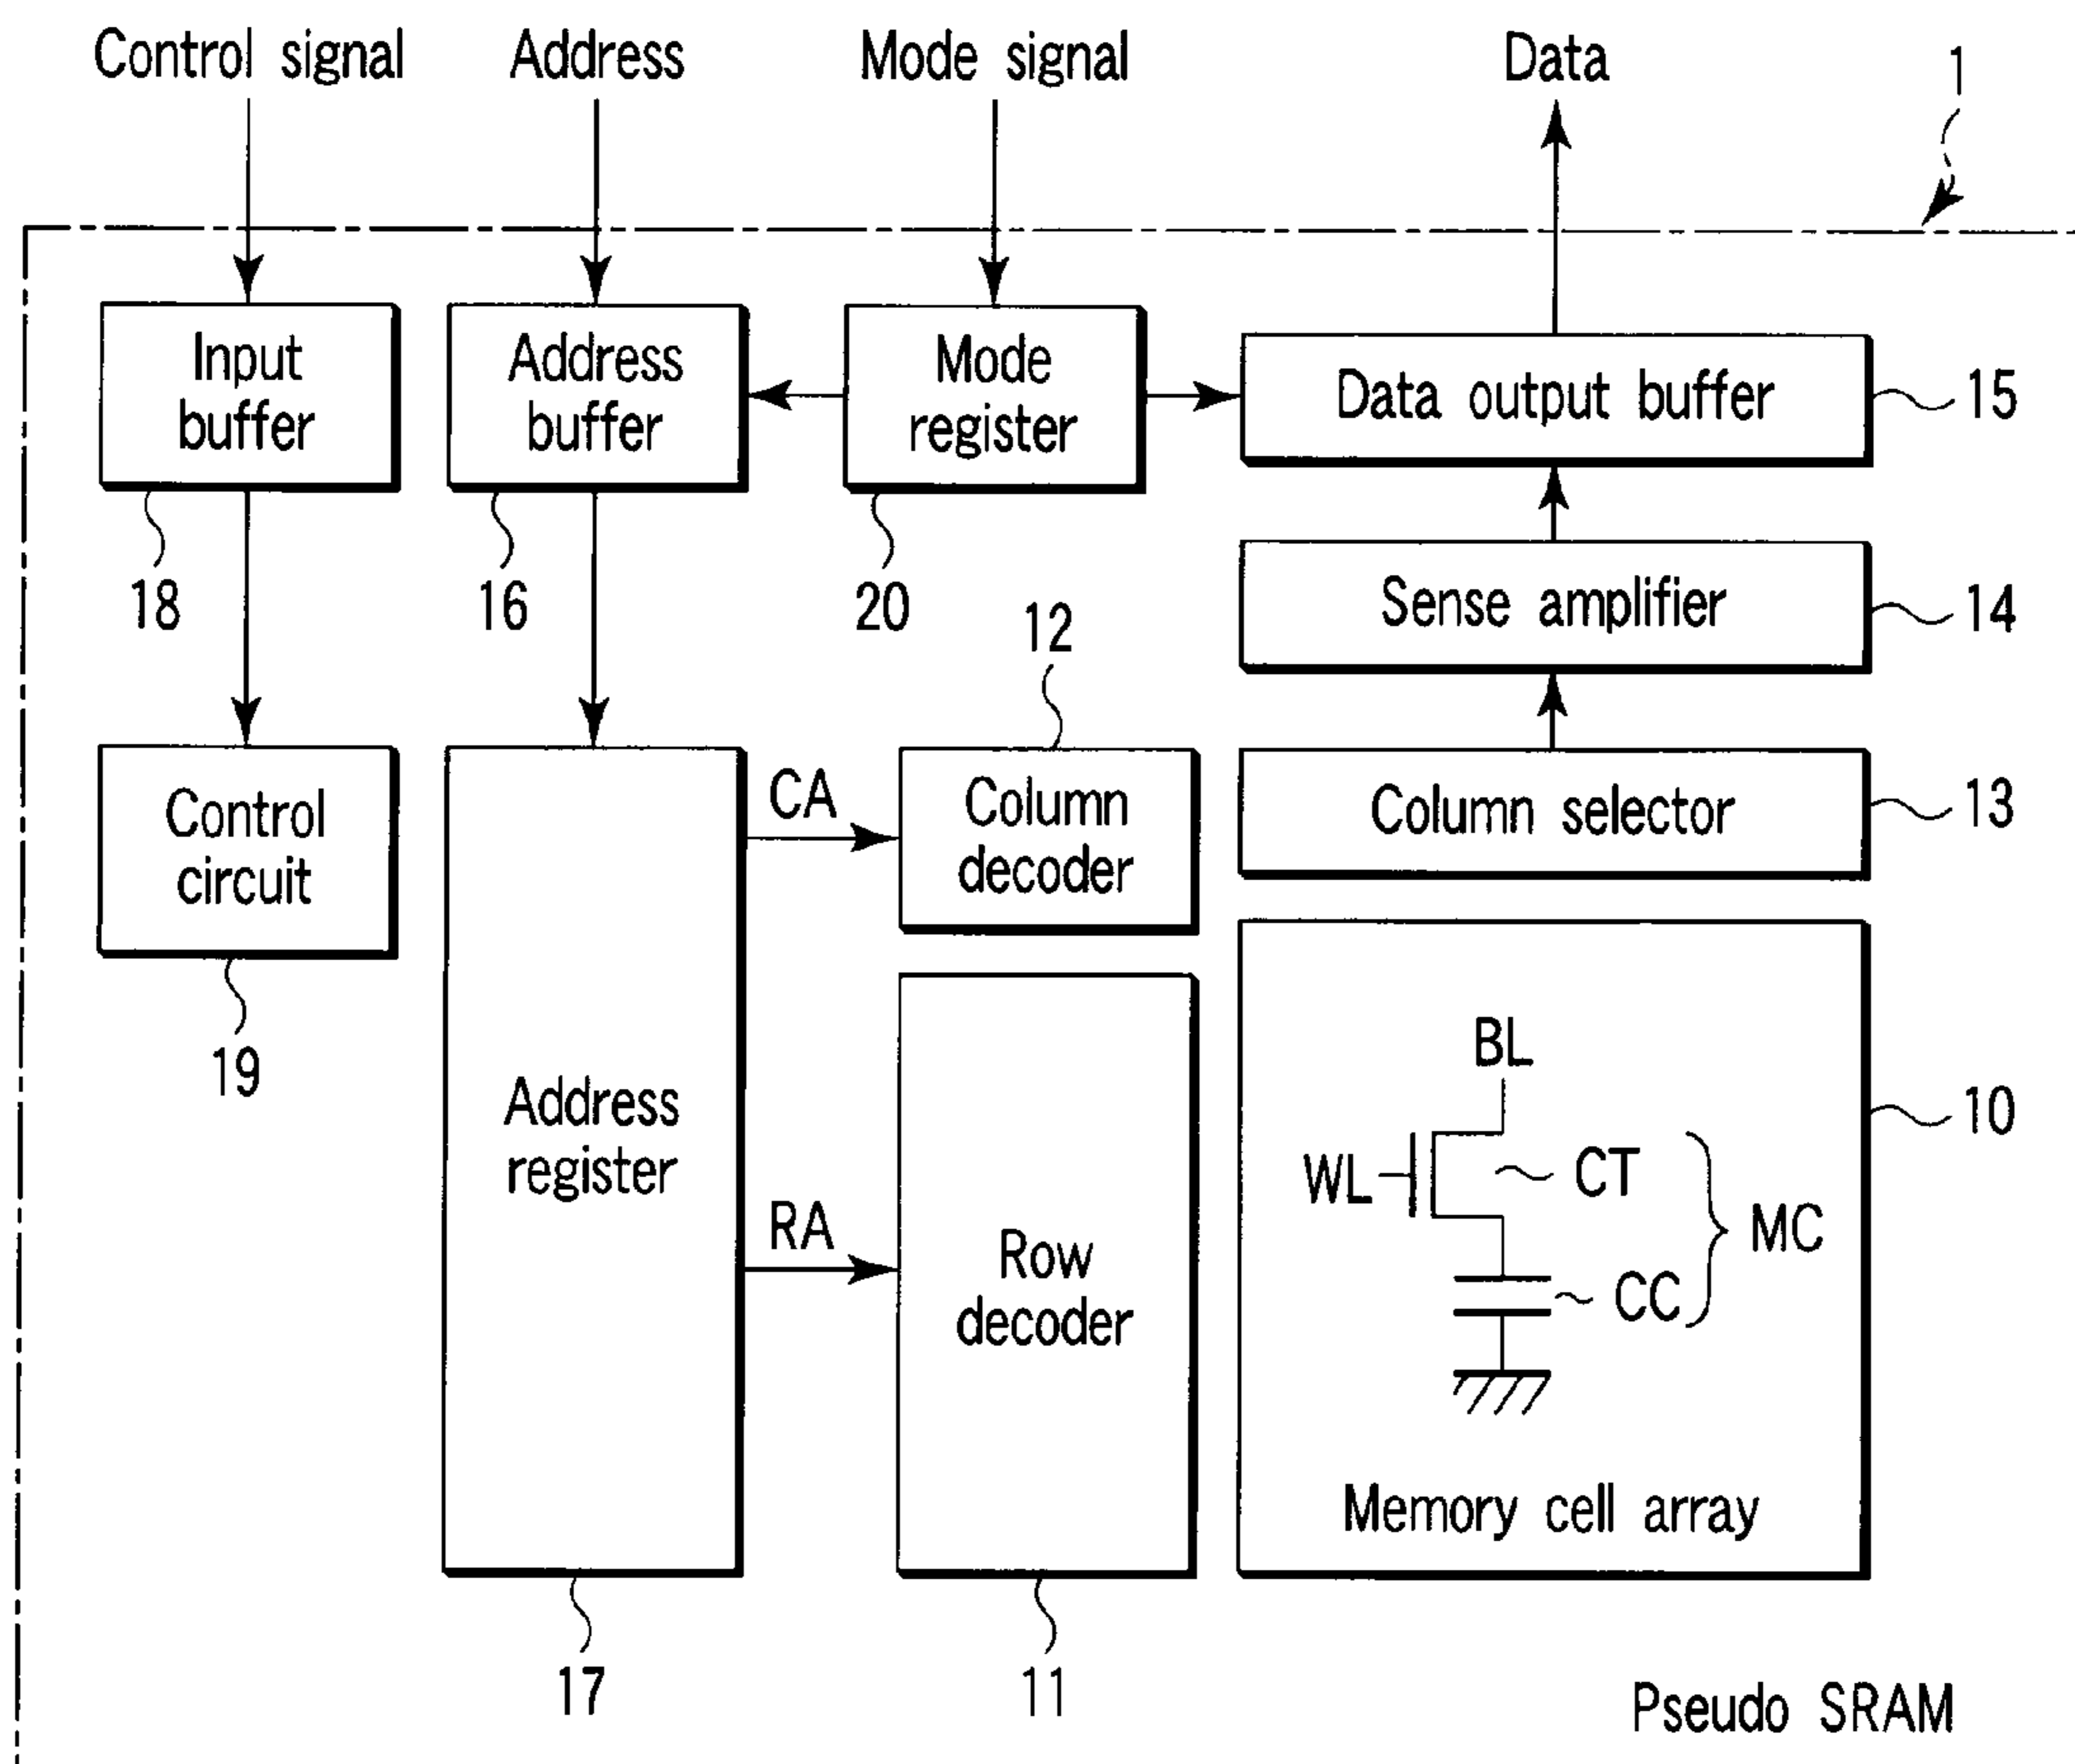 Control signal
Address
Mode signal
Data
1
Input
buffer
Address
buffer
Mode
register
Data output buffer
15
18
16
20
Sense amplifier
14
12
Control
circuit
CA
Column
decoder
Column selector
13
19
Address
register
RA
Row
decoder
BL
WL
CT
MC
CC
10
Memory cell array
17
11
Pseudo SRAM